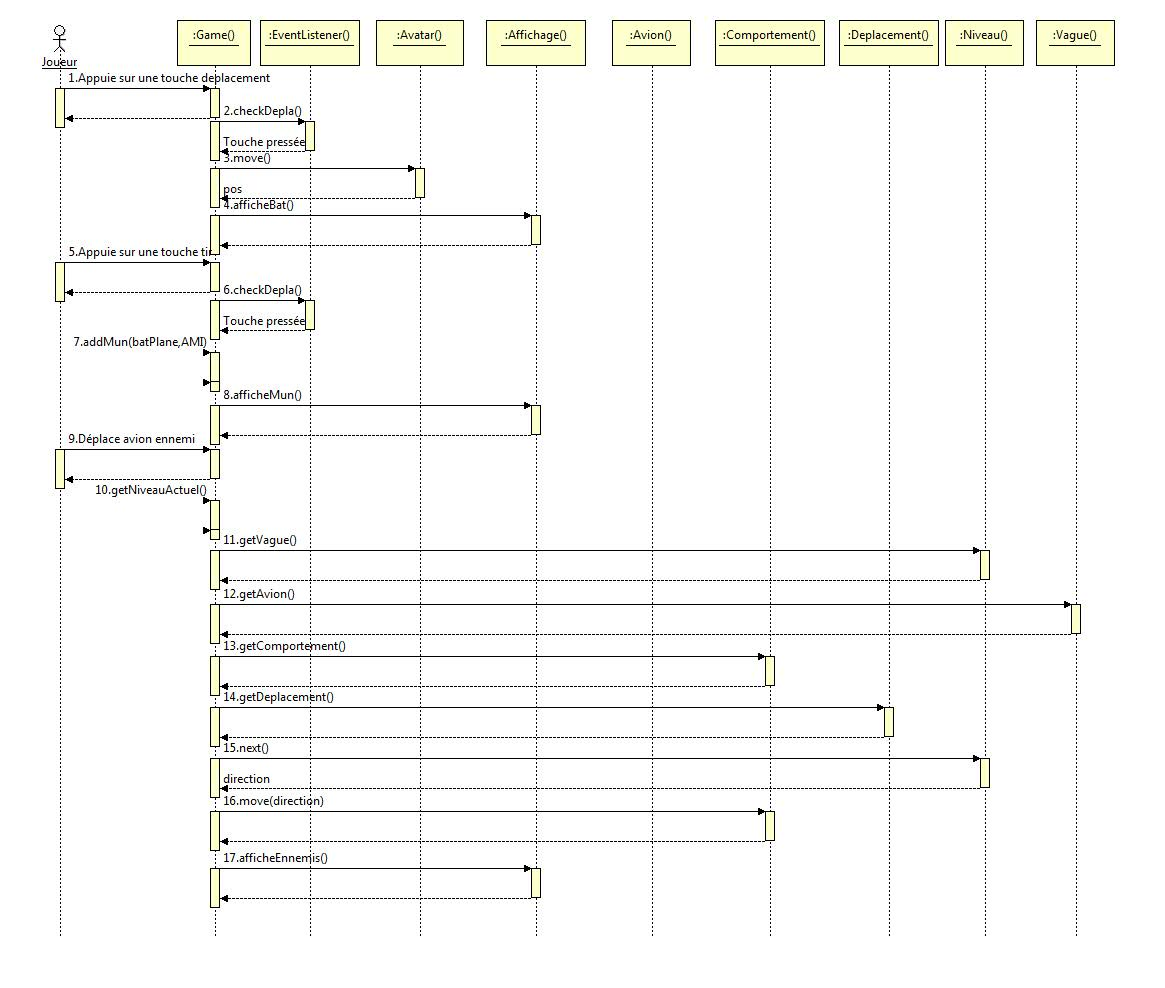 :Game() :EventListener() :Avatar() :Affichage() :Avion() :Comportement() :Deplacement() :Niveau() :Vague()
Joueur
1.Appuie sur une touche deplacement
2.checkDepla()
Touche pressée
3.move()
pos
4.afficheBat()
5.Appuie sur une touche tir
6.checkDepla()
Touche pressée
7.addMun(batPlane,AMI)
8.afficheMun()
9.Déplace avion ennemi
10.getNiveauActuel()
11.getVague()
12.getAvion()
13.getComportement()
14.getDeplacement()
15.next()
direction
16.move(direction)
17.afficheEnnemis()